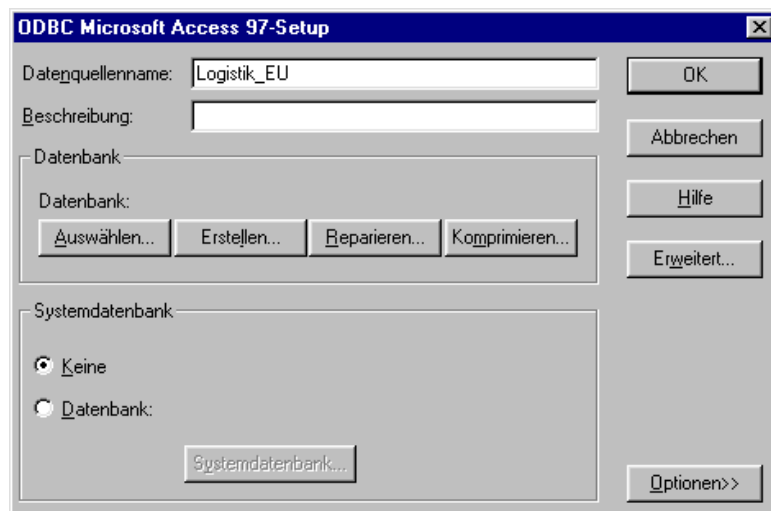 ODBC Microsoft Access 97-Setup
Datenquellenname: Logistik_EU
OK
Beschreibung:
Abbrechen
Datenbank
Datenbank:
Hilfe
Auswählen... Erstellen... Reparieren... Komprimieren...
Erweitert...
Systemdatenbank
Keine
Datenbank:
Systemdatenbank...
Optionen>>